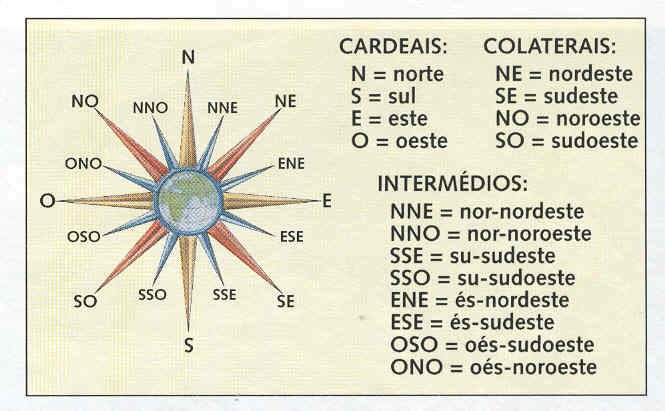 N
NO
NNO
NNE
NE
ONO
ENE
O
E
OSO
ESE
SO
SSO
SSE
SE
S
CARDEAIS:
N = norte
S = sul
E = este
O = oeste
COLATERAIS:
NE = nordeste
SE = sudeste
NO = noroeste
SO = sudoeste
INTERMÉDIOS:
NNE = nor-nordeste
NNO = nor-noroeste
SSE = su-sudeste
SSO = su-sudoeste
ENE = és-nordeste
ESE = és-sudeste
OSO = oés-sudoeste
ONO = oés-noroeste